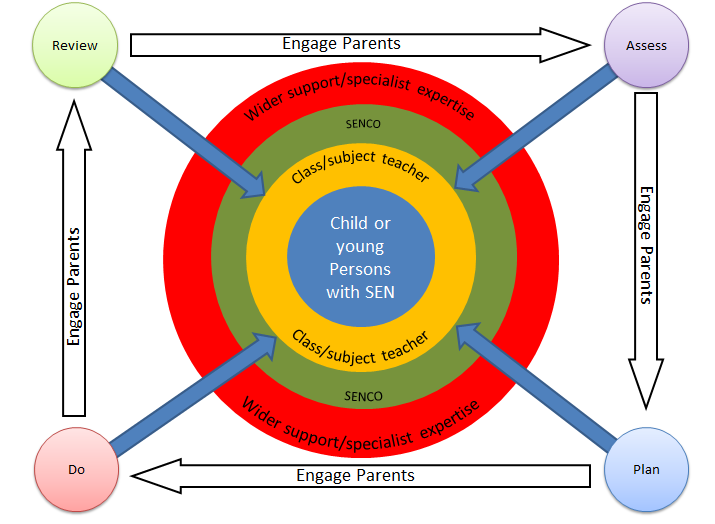 Review
Engage Parents
Assess
Wider support/specialist expertise
SENCO
Class/subject teacher
Child or
young
Persons
with SEN
Engage Parents
Engage Parents
Class/subject teacher
SENCO
Wider support/specialist expertise
Do
Engage Parents
Plan